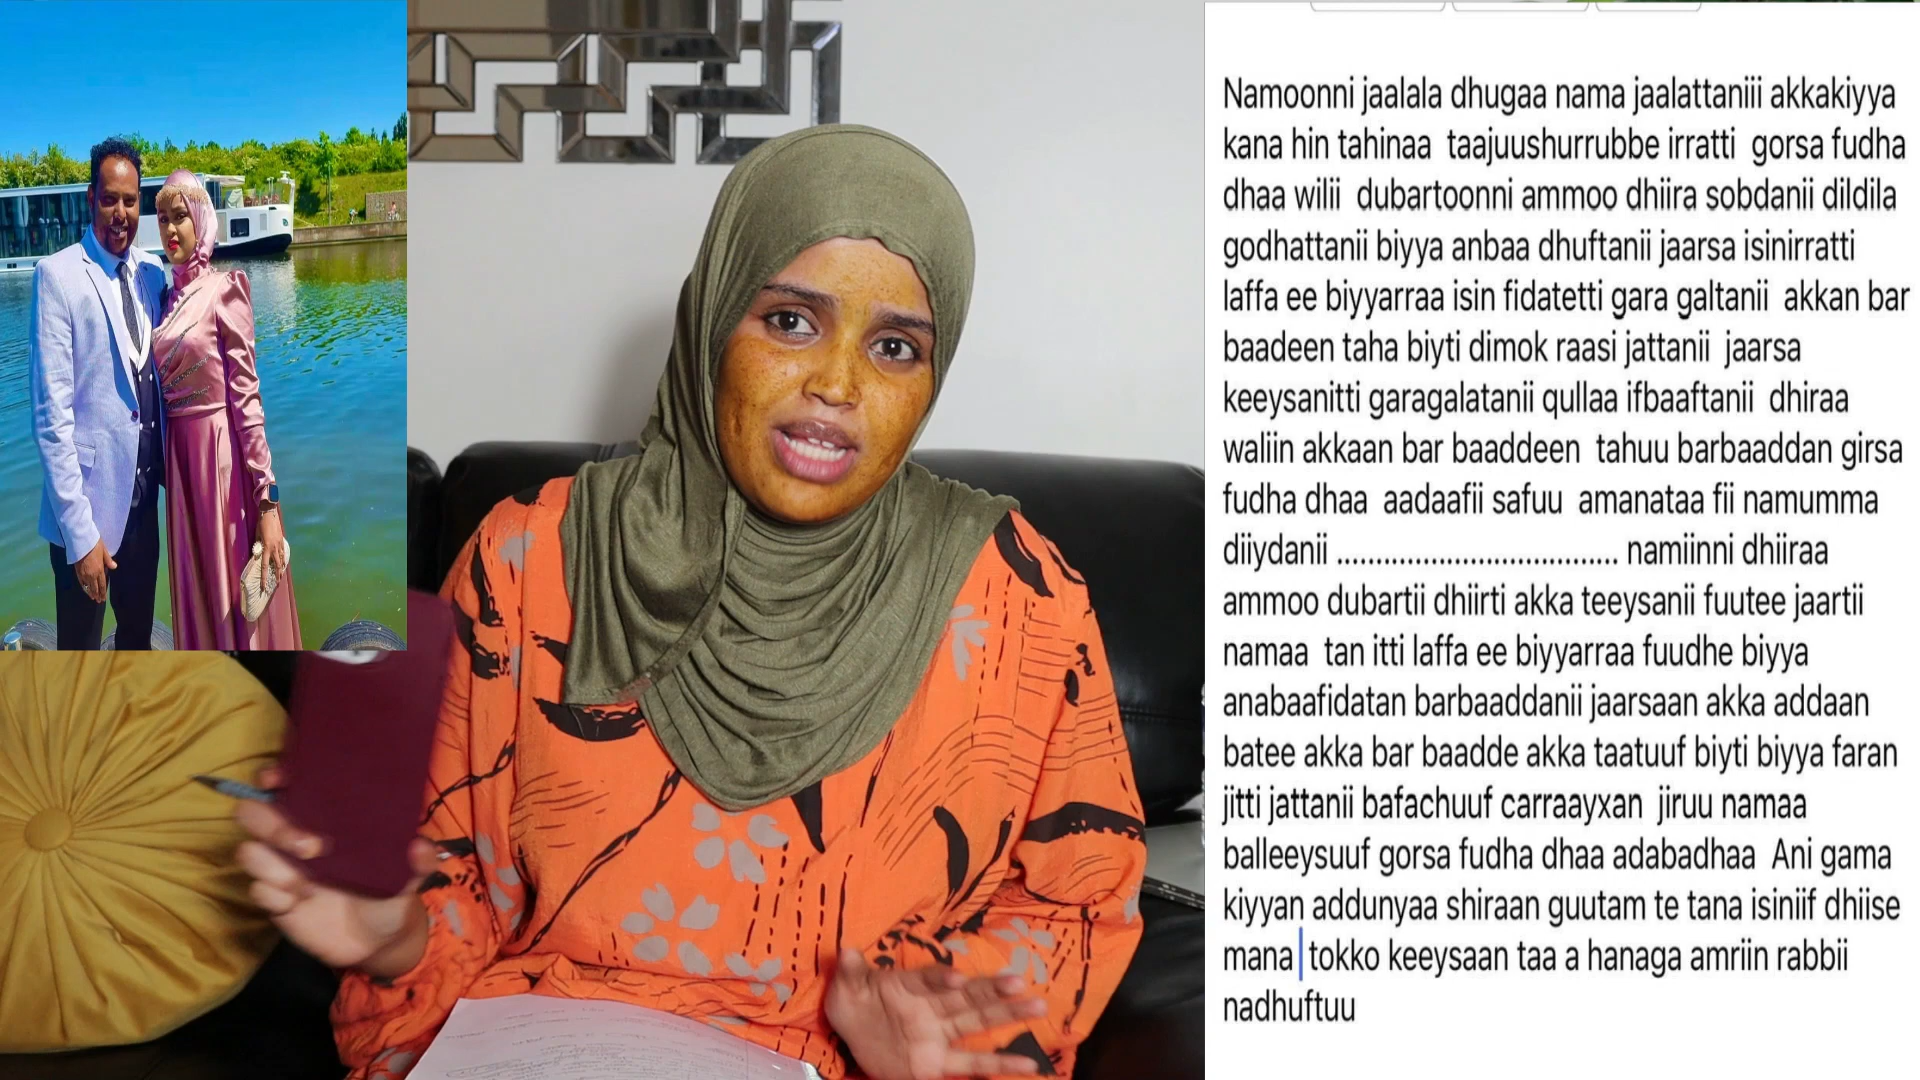 Namoonni jaalala dhugaa nama jaalattaniii akkakiyya
kana hin tahinaa taajuushurrubbe irratti gorsa fudha
dhaa wilii dubartoonni ammoo dhiira sobdanii dildila
godhattanii biyya anbaa dhuftanii jaarsa isinirratti
laffa ee biyyarraa isin fidatetti gara galtanii akkan bar
baadeen taha biyti dimok raasi jattanii jaarsa
keeysanitti garagalatanii qullaa ifbaaftanii dhiraa
waliin akkaan bar baaddeen tahuu barbaaddan girsa
fudha dhaa aadaafii safuu amanataa fii namumma
diiydanii .................................... namiinni dhiiraa
ammoo dubartii dhiirti akka teeysanii fuutee jaartii
namaa tan itti laffa ee biyyarraa fuudhe biyya
anabaafidatan barbaaddanii jaarsaan akka addaan
batee akka bar baadde akka taatuuf biyti biyya faran
jitti jattanii bafachuuf carraayxan jiruu namaa
balleeysuuf gorsa fudha dhaa adabadhaa Ani gama
kiyyan addunyaa shiraan guutam te tana isiniif dhiise
mana tokko keeysaan taa a hanaga amriin rabbii
nadhuftuu